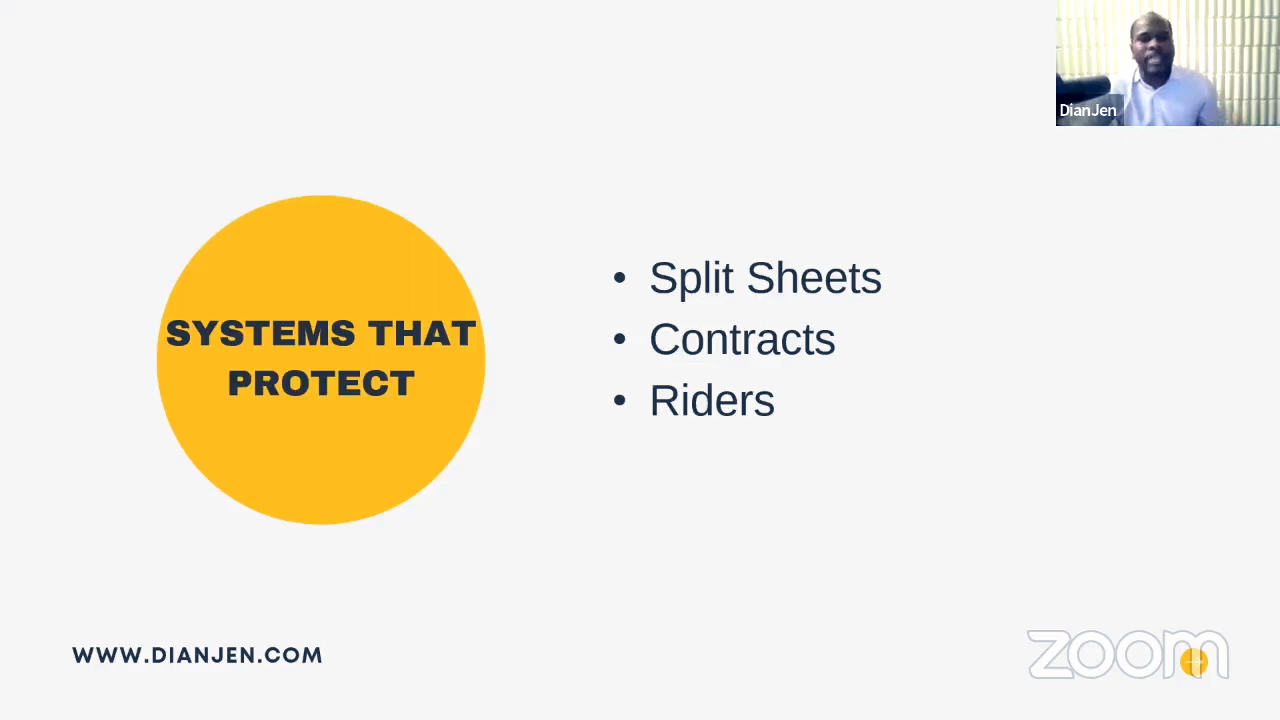 DianJen
SYSTEMS THAT
PROTECT
• Split Sheets
• Contracts
• Riders
WWW.DIANJEN.COM
zoom